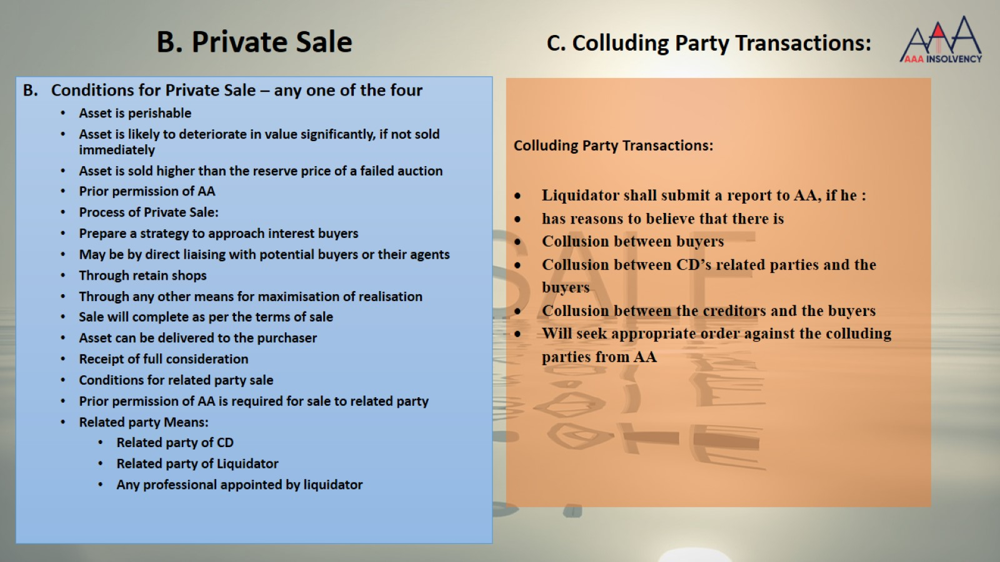 B. Private Sale
B. Conditions for Private Sale – any one of the four
• Asset is perishable
• Asset is likely to deteriorate in value significantly, if not sold
immediately
• Asset is sold higher than the reserve price of a failed auction
• Prior permission of AA
• Process of Private Sale:
• Prepare a strategy to approach interest buyers
• May be by direct liaising with potential buyers or their agents
• Through retain shops
• Through any other means for maximisation of realisation
• Sale will complete as per the terms of sale
• Asset can be delivered to the purchaser
• Receipt of full consideration
• Conditions for related party sale
• Prior permission of AA is required for sale to related party
• Related party Means:
• Related party of CD
• Related party of Liquidator
• Any professional appointed by liquidator
C. Colluding Party Transactions:
AAA
AAA INSOLVENCY
Colluding Party Transactions:
• Liquidator shall submit a report to AA, if he :
• has reasons to believe that there is
• Collusion between buyers
• Collusion between CD’s related parties and the
buyers
• Collusion between the creditors and the buyers
• Will seek appropriate order against the colluding
parties from AA
SALE